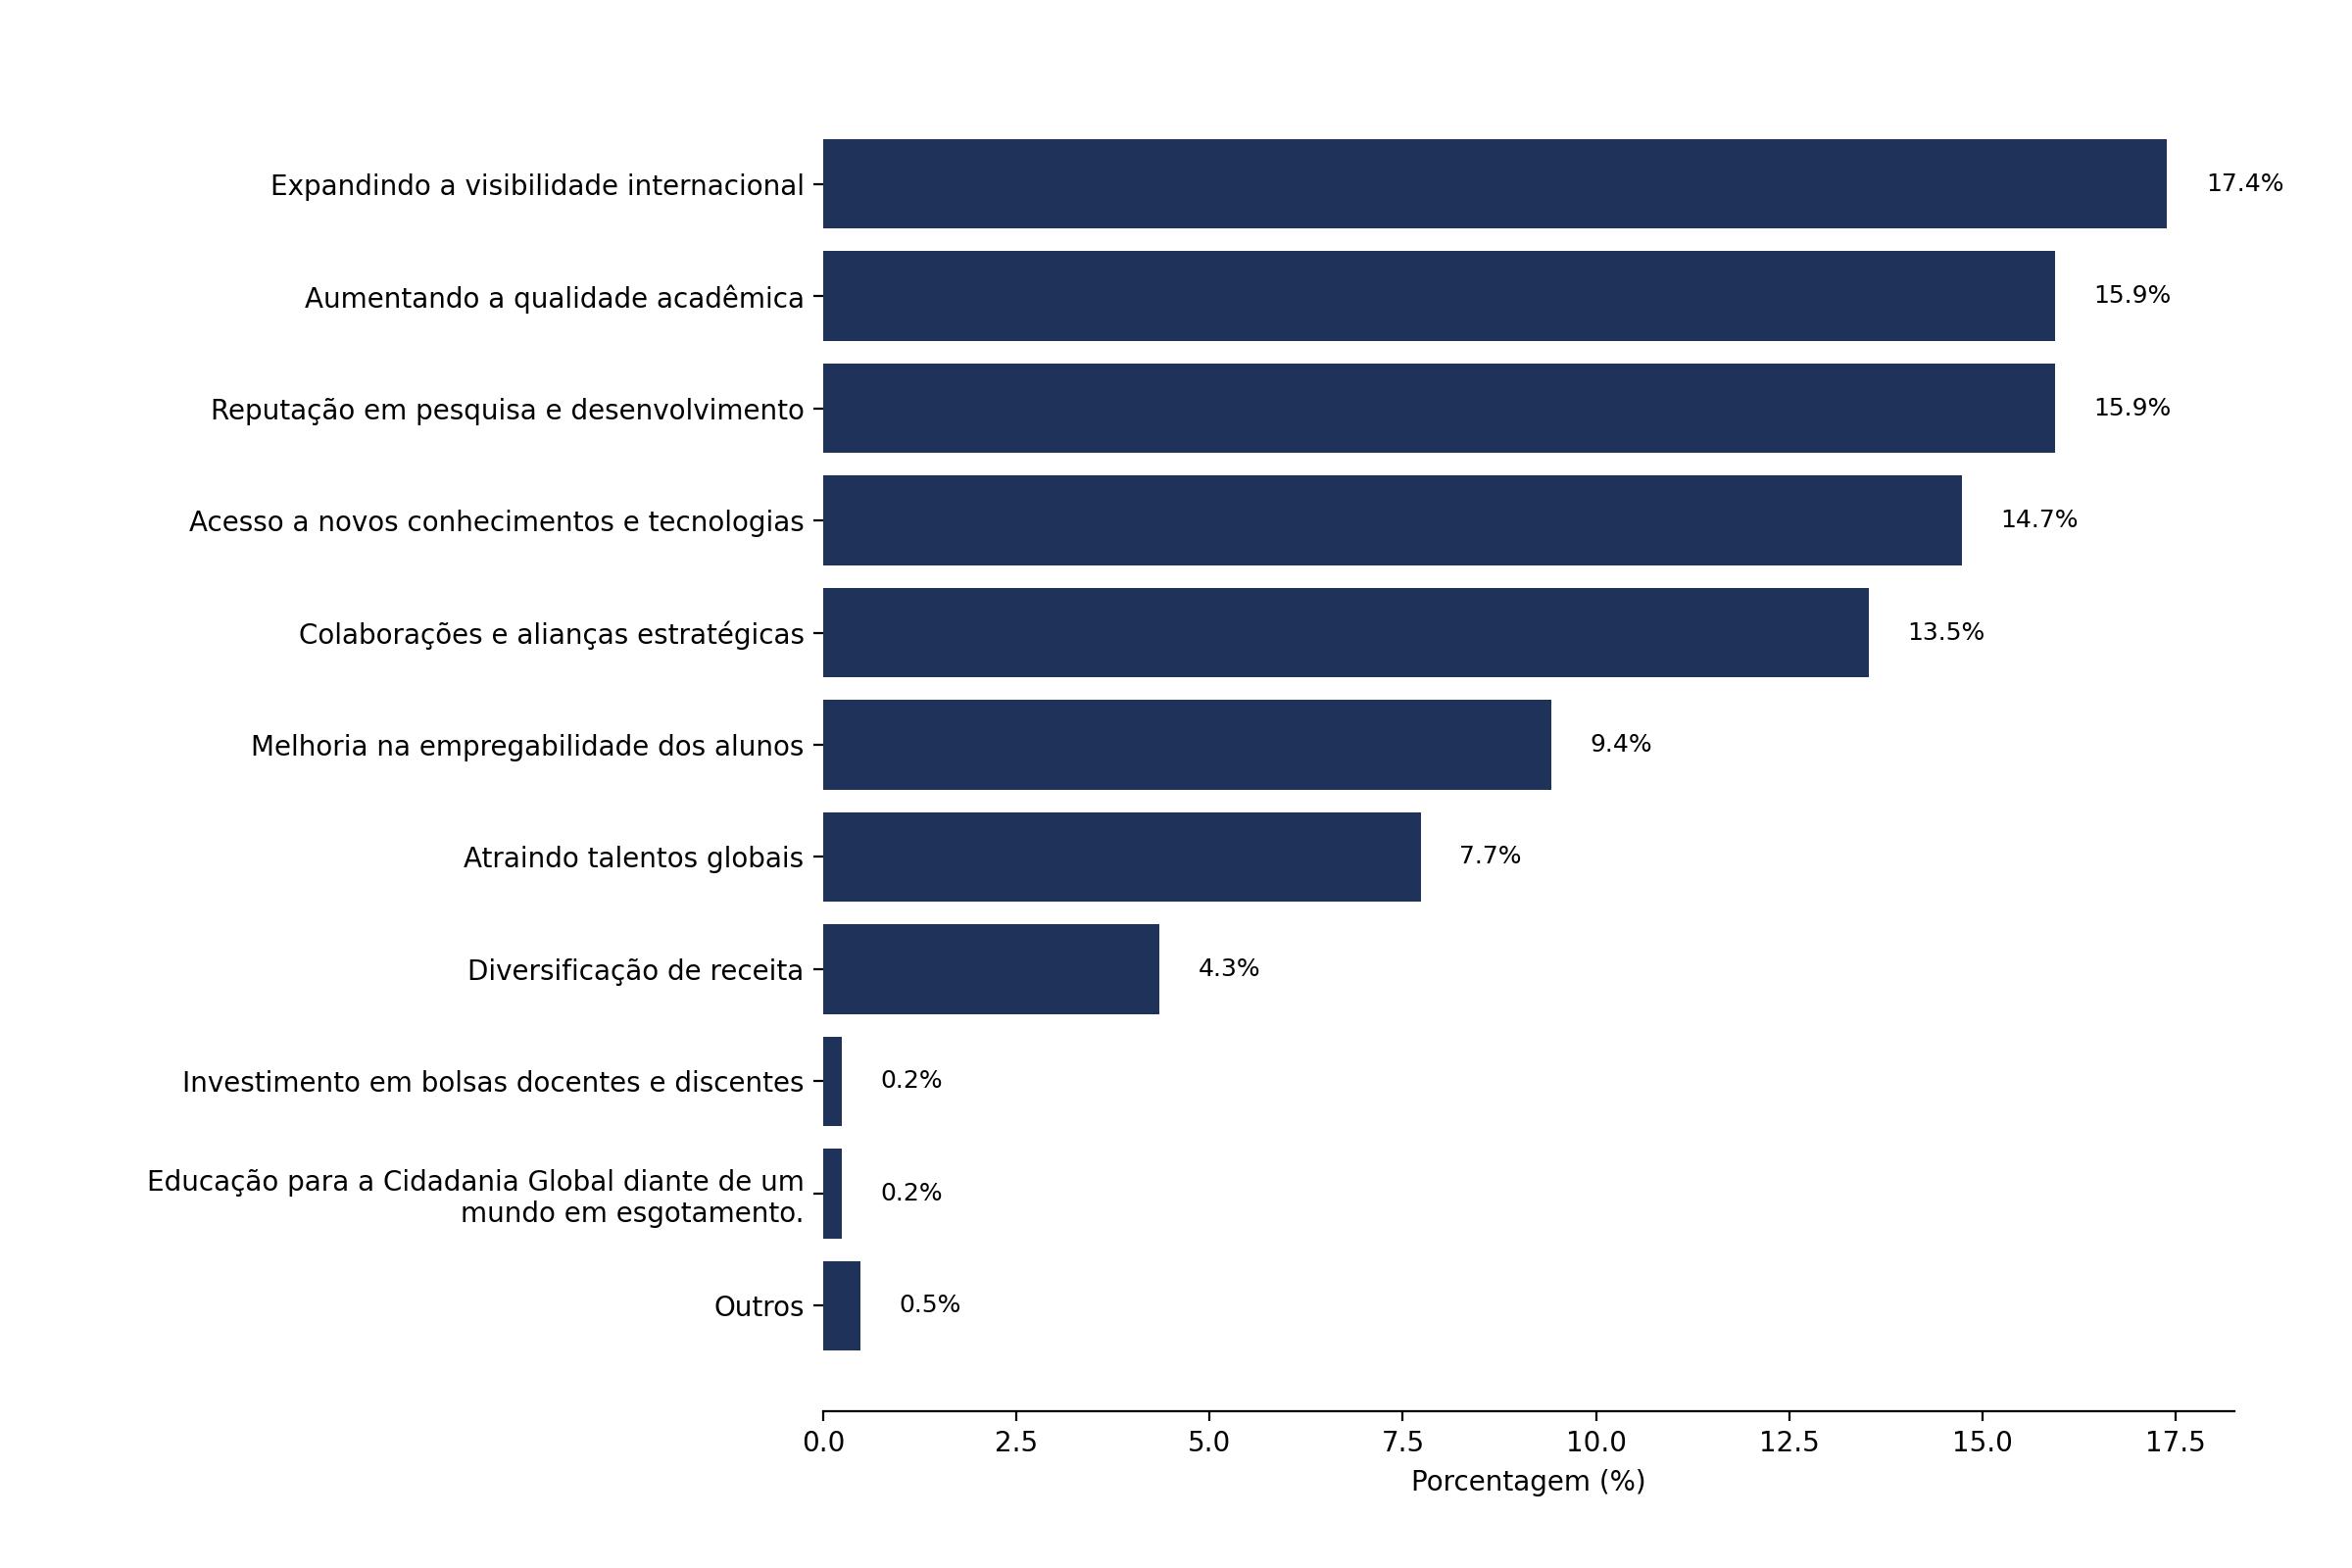 Expandindo a visibilidade internacional
17.4%
Aumentando a qualidade acadêmica
15.9%
Reputação em pesquisa e desenvolvimento
15.9%
Acesso a novos conhecimentos e tecnologias
14.7%
Colaborações e alianças estratégicas
13.5%
Melhoria na empregabilidade dos alunos
9.4%
Atraindo talentos globais
7.7%
Diversificação de receita
4.3%
Investimento em bolsas docentes e discentes
0.2%
Educação para a Cidadania Global diante de um
mundo em esgotamento.
0.2%
Outros
0.5%
0.0 2.5 5.0 7.5 10.0 12.5 15.0 17.5
Porcentagem (%)